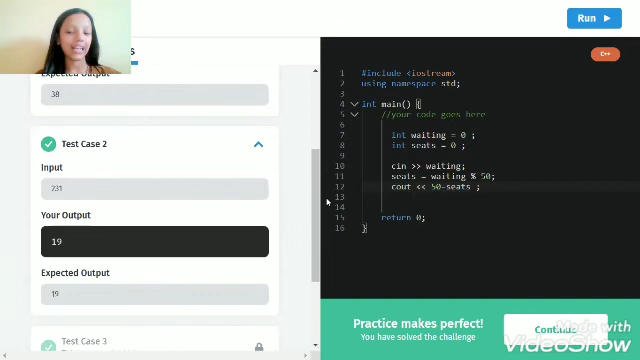 Run
C++
Expected Output
38
Test Case 2
Input
231
Your Output
19
Expected Output
19
Test Case 3
1 #include <iostream>
2 using namespace std;
3
4 int main() {
5 //your code goes here
6
7 int waiting = 0 ;
8 int seats = 0 ;
9
10 cin >> waiting;
11 seats = waiting % 50;
12 cout << 50-seats ;
13
14
15 return 0;
16 }
Practice makes perfect!
You have solved the challenge
Continue
Made with
VideoShow